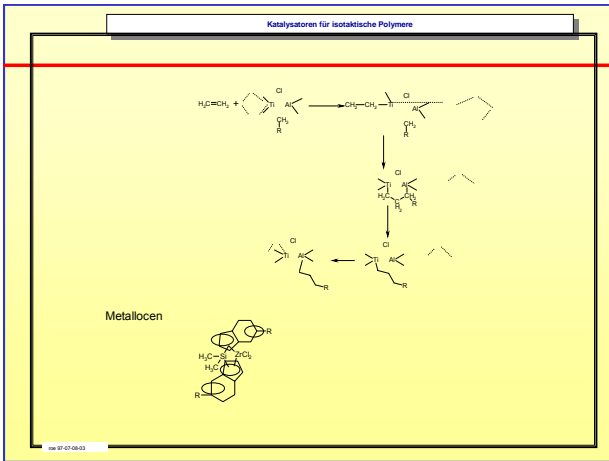 Katalysatoren für isotaktische Polymere
Cl
H₂C=CH₂ + Ti Al
CH₂
R
Cl
CH₂-CH₂ Ti Al
CH₂
R
Cl
Ti Al
H₂C C CH₂
H₂ R
Cl
Ti Al
R
Cl
Ti Al
R
Metallocen
R
H₃C Si ZrCl₂
H₃C
R
roe 97-07-08-03